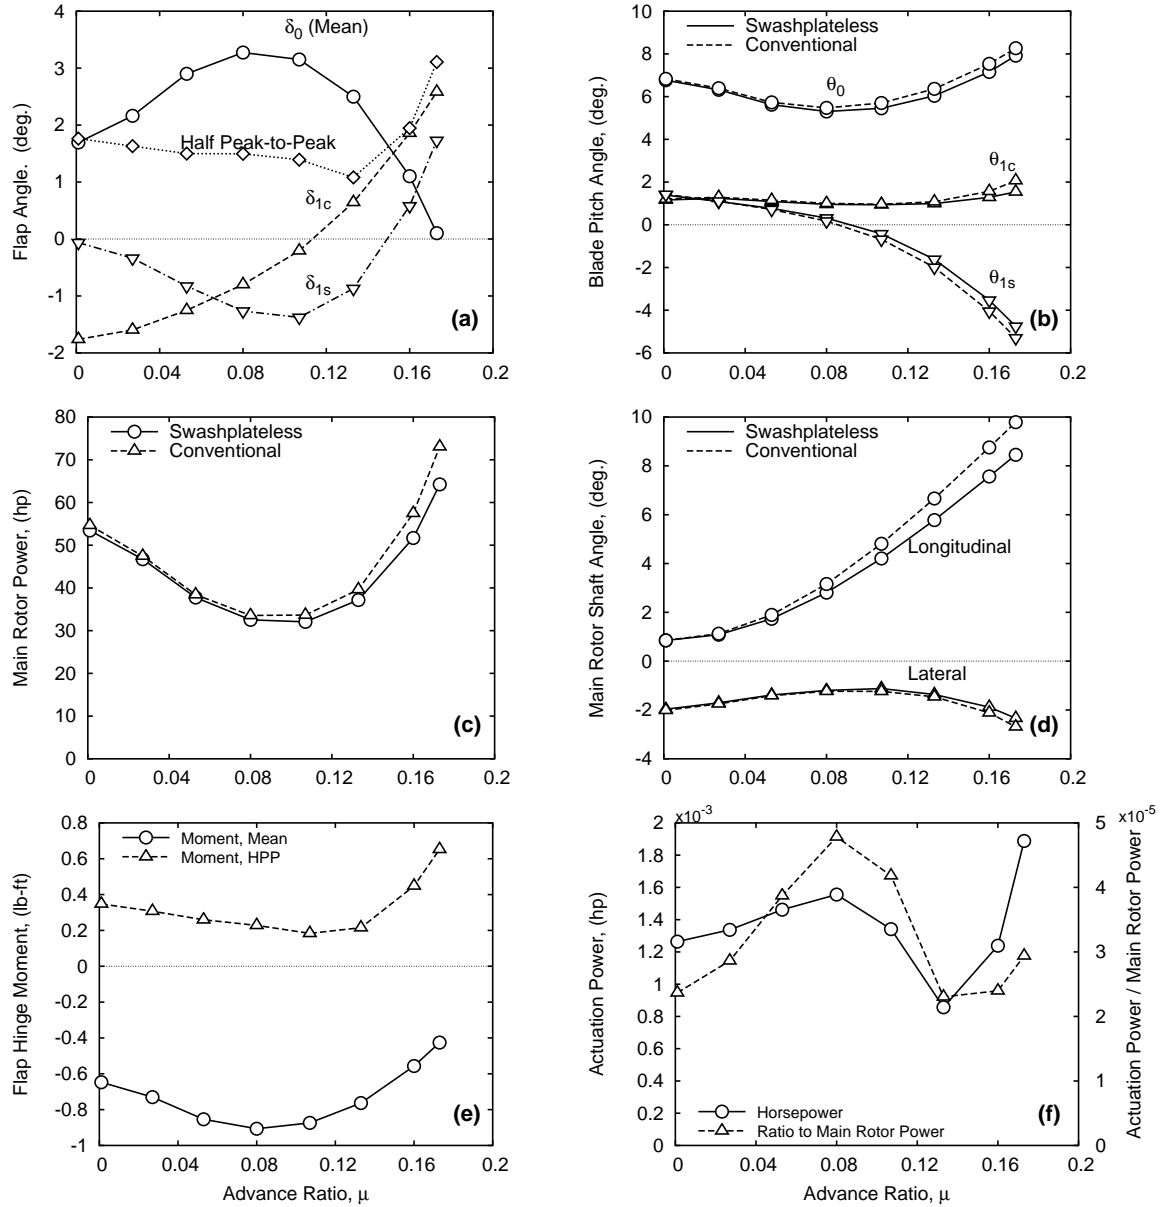 4
3
2
1
0
-1
-2
0
0.04
0.08
0.12
0.16
0.2
Flap Angle. (deg.)
δ0 (Mean)
Half Peak-to-Peak
δ1c
δ1s
(a)
10
8
6
4
2
0
-2
-4
-6
0
0.04
0.08
0.12
0.16
0.2
Blade Pitch Angle, (deg.)
Swashplateless
Conventional
θ0
θ1c
θ1s
(b)
80
70
60
50
40
30
20
10
0
0
0.04
0.08
0.12
0.16
0.2
Main Rotor Power, (hp)
Swashplateless
Conventional
(c)
10
8
6
4
2
0
-2
-4
0
0.04
0.08
0.12
0.16
0.2
Main Rotor Shaft Angle, (deg.)
Swashplateless
Conventional
Longitudinal
Lateral
(d)
0.8
0.6
0.4
0.2
0
-0.2
-0.4
-0.6
-0.8
-1
0
0.04
0.08
0.12
0.16
0.2
Flap Hinge Moment, (lb-ft)
Moment, Mean
Moment, HPP
(e)
Advance Ratio, μ
x10-3
2
1.8
1.6
1.4
1.2
1
0.8
0.6
0.4
0.2
0
0
0.04
0.08
0.12
0.16
0.2
Actuation Power, (hp)
x10-5
5
4
3
2
1
0
Actuation Power / Main Rotor Power
Horsepower
Ratio to Main Rotor Power
(f)
Advance Ratio, μ